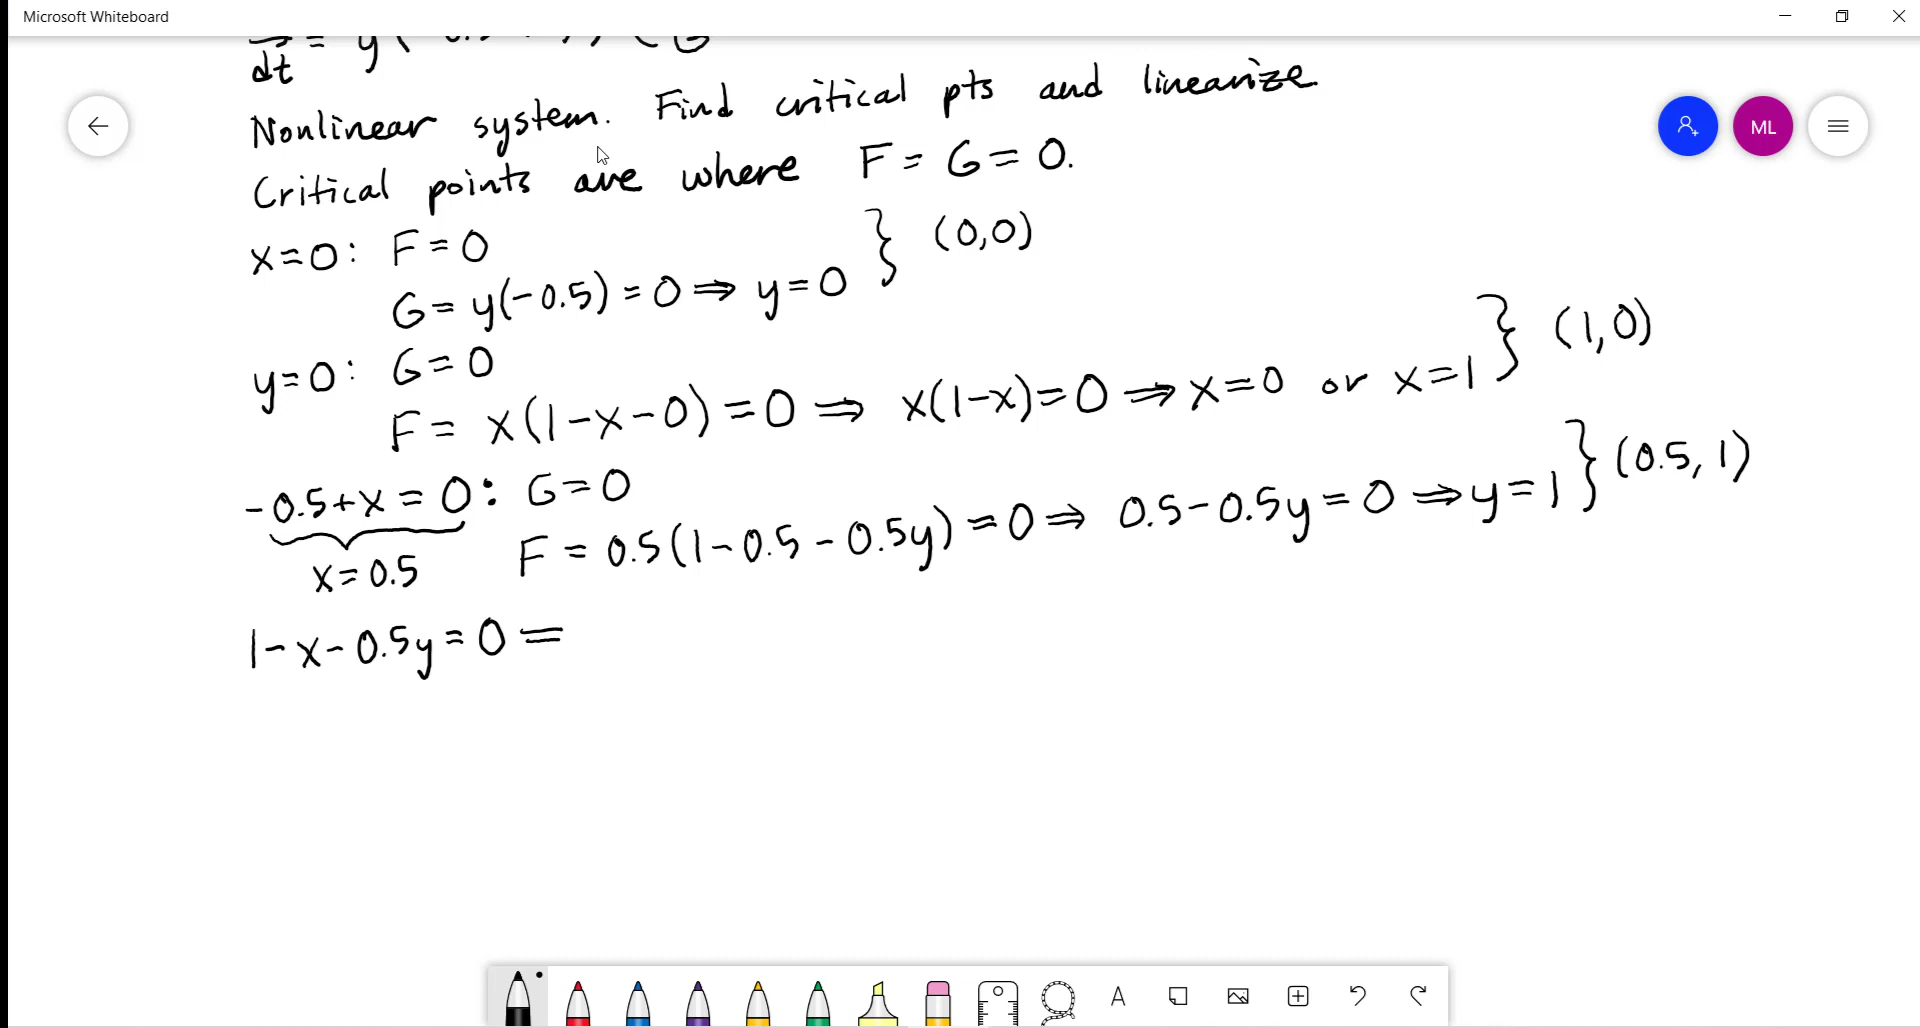 Microsoft Whiteboard
dt = y(
Nonlinear system. Find critical pts and linearize
Critical points are where F = G = 0.
x=0: F=0
G = y(-0.5) = 0 ⇒ y=0 } (0,0)
y=0: G=0
F = x(1-x-0) = 0 ⇒ x(1-x)=0 ⇒ x=0 or x=1 } (1,0)
-0.5+x = 0: G=0
x=0.5
F = 0.5(1-0.5-0.5y) = 0 ⇒ 0.5-0.5y = 0 ⇒ y=1 } (0.5, 1)
1-x-0.5y=0 =
ML
A